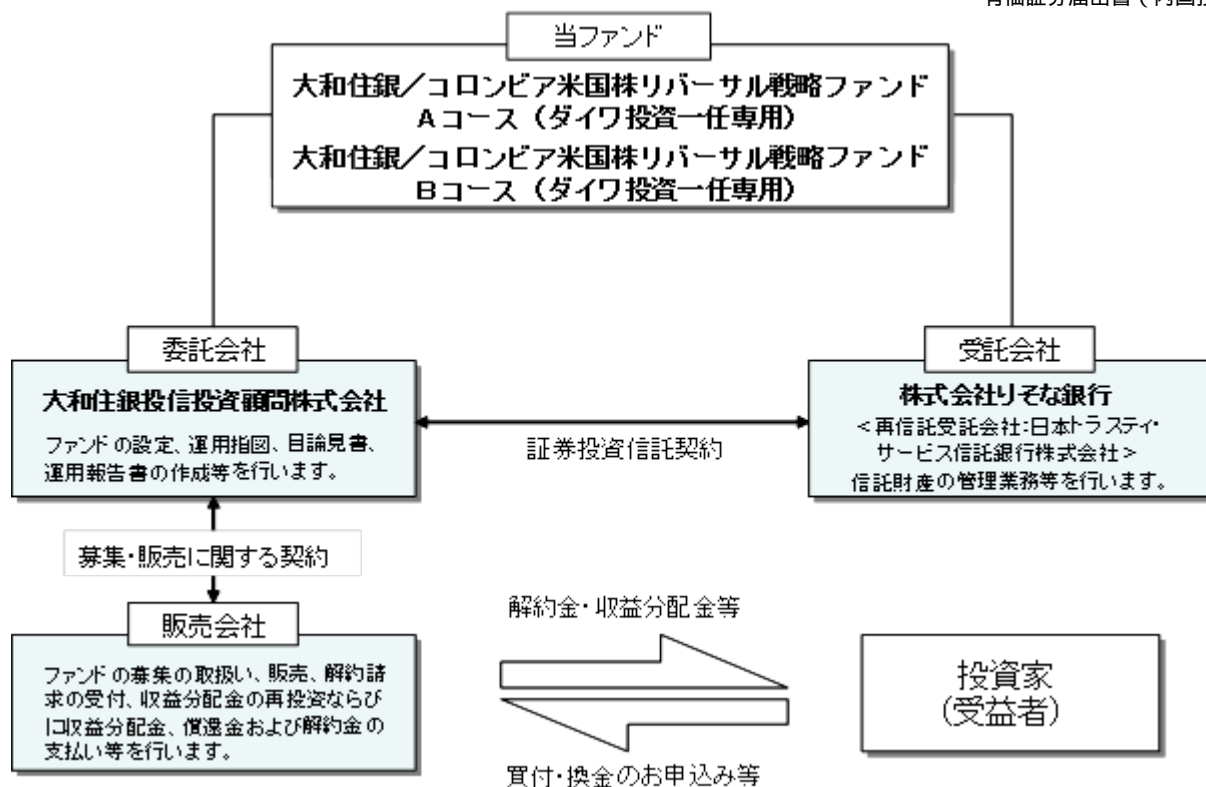 当ファンド
大和住銀／コロンビア米国株リバーサル戦略ファンド
Aコース（ダイワ投資一任専用）
大和住銀／コロンビア米国株リバーサル戦略ファンド
Bコース（ダイワ投資一任専用）
委託会社
大和住銀投信投資顧問株式会社
ファンドの設定、運用指図、目論見書、
運用報告書の作成等を行います。
証券投資信託契約
受託会社
株式会社りそな銀行
＜再信託受託会社:日本トラスティ・
サービス信託銀行株式会社＞
信託財産の管理業務等を行います。
募集・販売に関する契約
販売会社
ファンドの募集の取扱い、販売、解約請
求の受付、収益分配金の再投資ならび
に収益分配金、償還金および解約金の
支払い等を行います。
解約金・収益分配金等
買付・換金のお申込み等
投資家
(受益者)